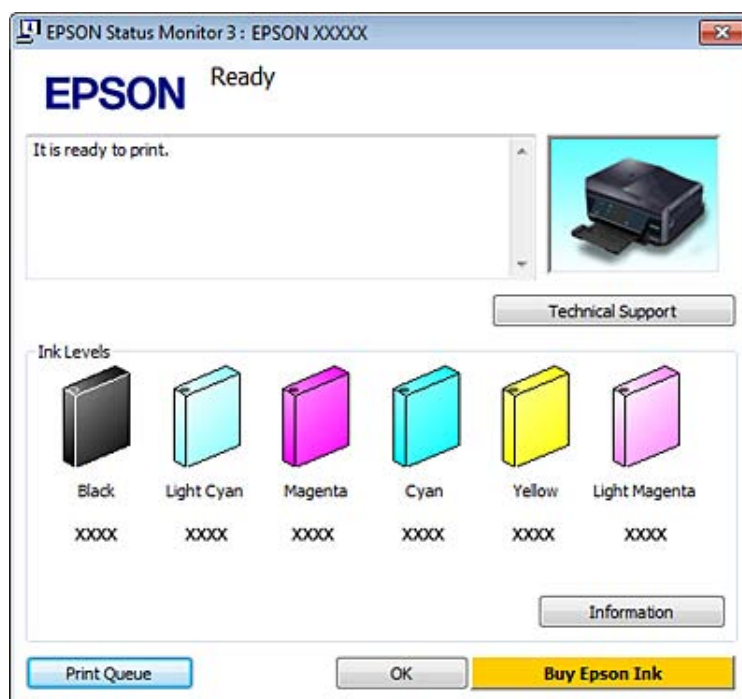 EPSON Status Monitor 3 : EPSON XXXXX
EPSON
Ready
It is ready to print.
Technical Support
Ink Levels
Black Light Cyan Magenta Cyan Yellow Light Magenta
XXXX XXXX XXXX XXXX XXXX XXXX
Information
Print Queue OK Buy Epson Ink